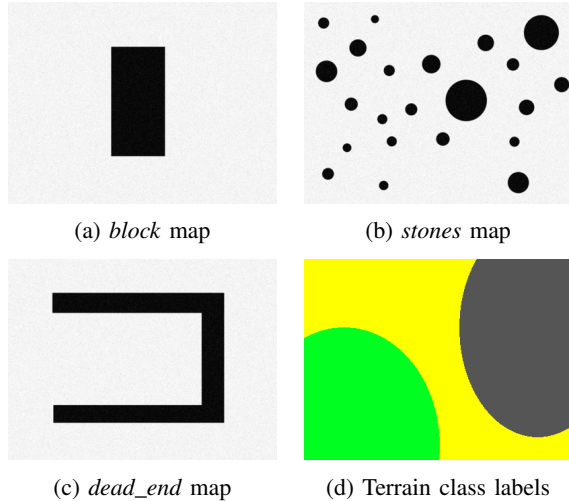 (a) block map
(b) stones map
(c) dead_end map
(d) Terrain class labels